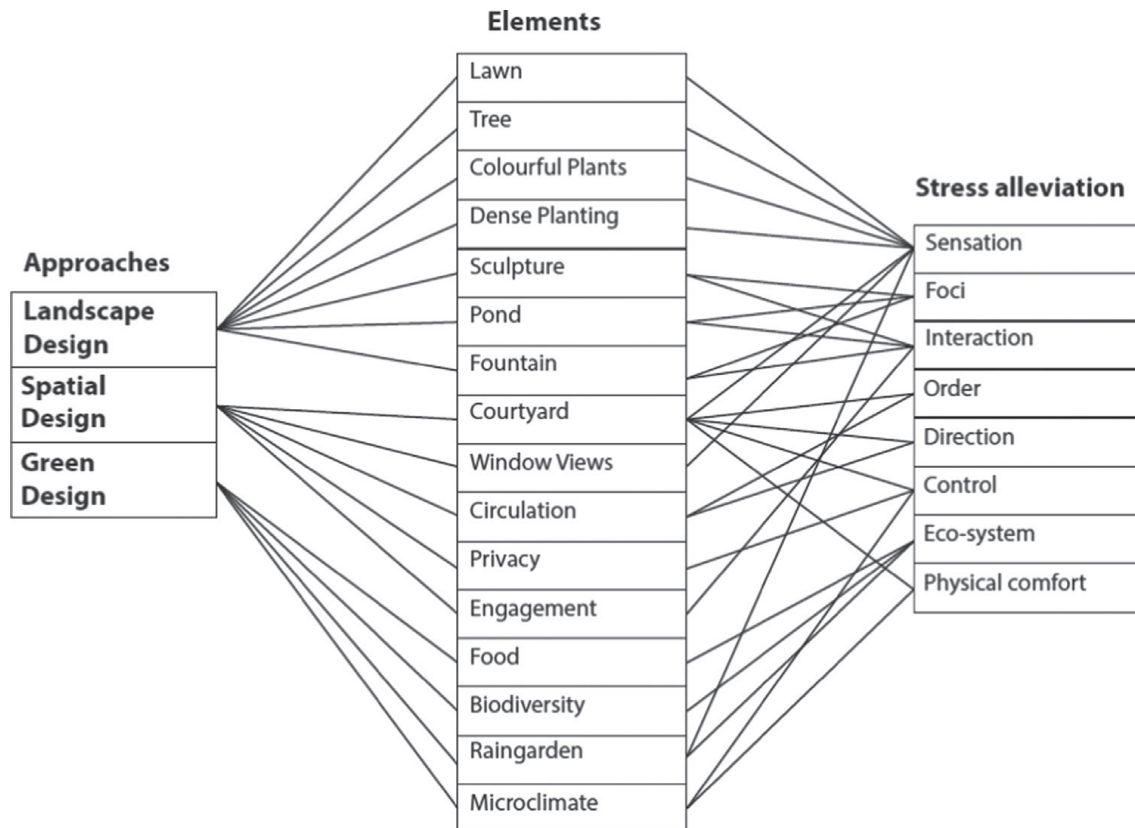 Elements
Lawn
Tree
Colourful Plants
Dense Planting
Sculpture
Pond
Fountain
Courtyard
Window Views
Circulation
Privacy
Engagement
Food
Biodiversity
Raingarden
Microclimate
Approaches
Landscape
Design
Spatial
Design
Green
Design
Stress alleviation
Sensation
Foci
Interaction
Order
Direction
Control
Eco-system
Physical comfort